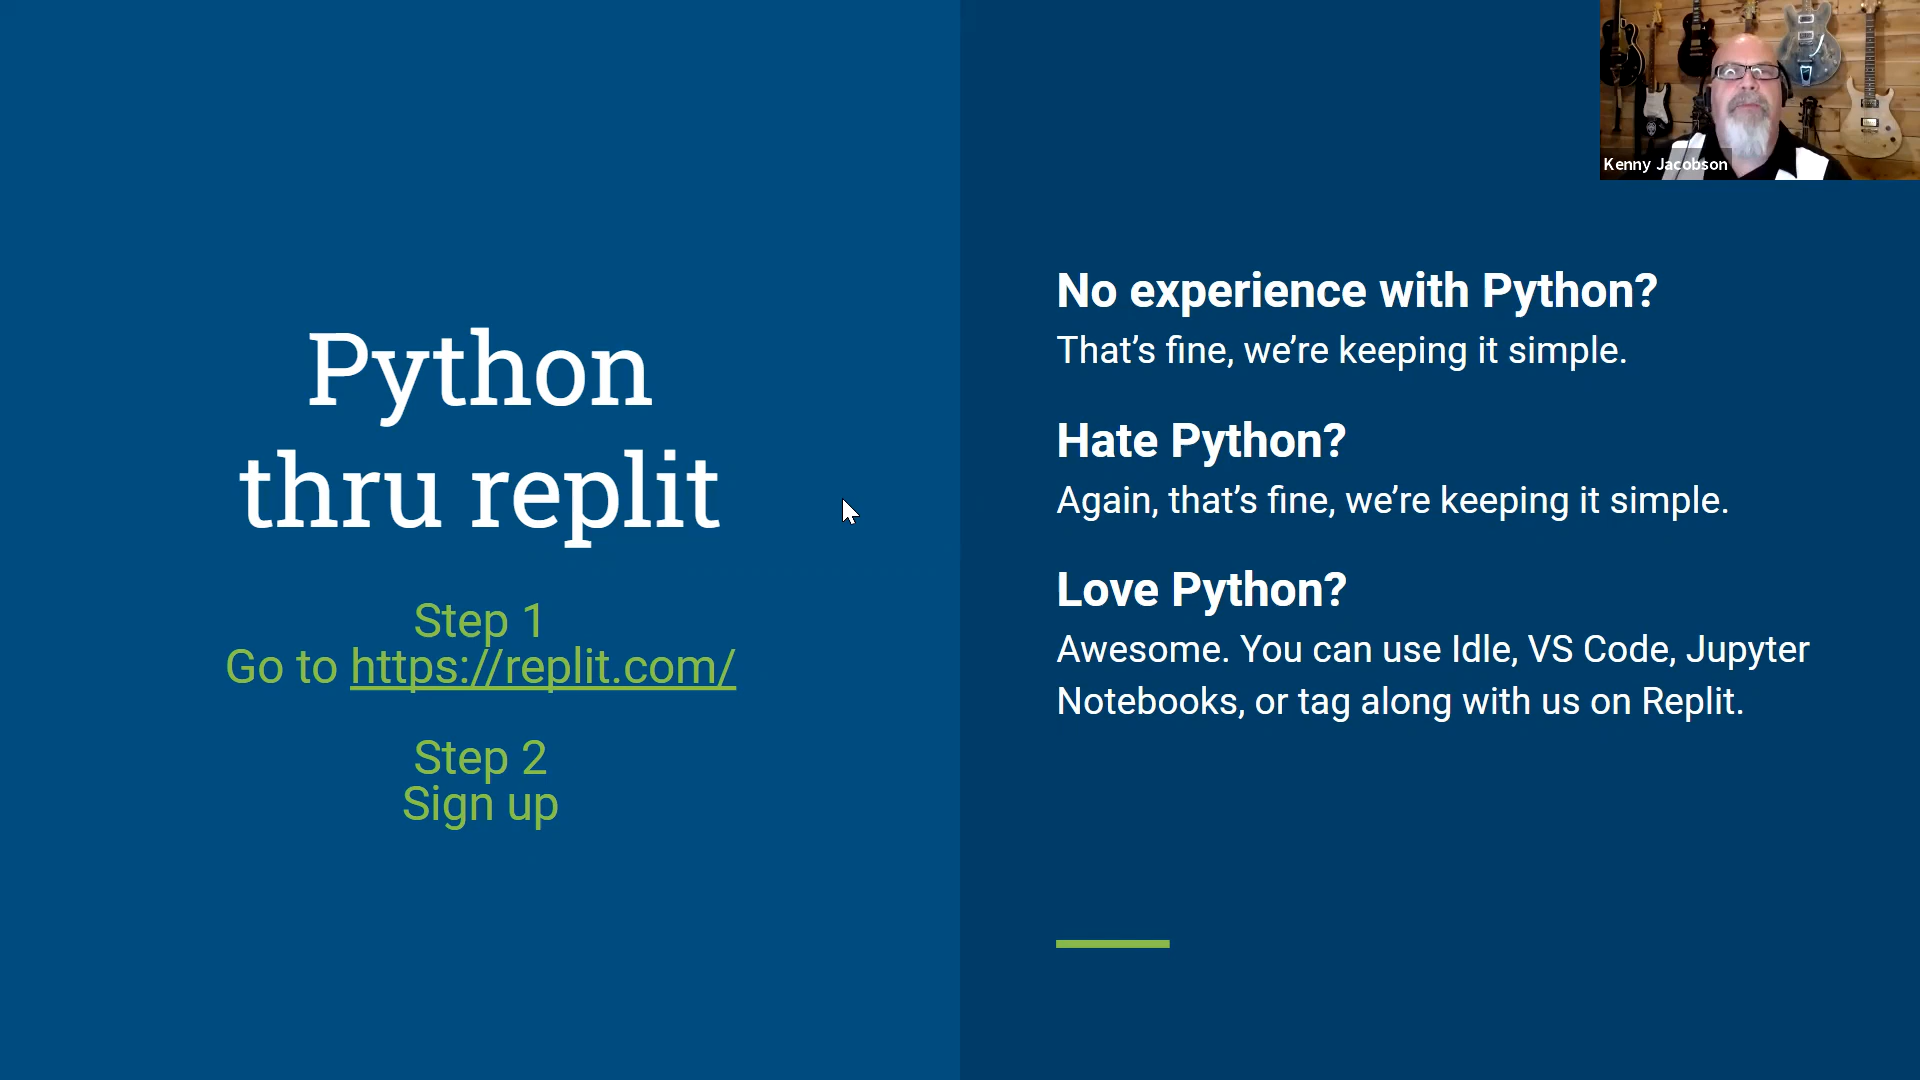 Python
thru replit
Step 1
Go to https://replit.com/
Step 2
Sign up
Kenny Jacobson
No experience with Python?
That’s fine, we’re keeping it simple.
Hate Python?
Again, that’s fine, we’re keeping it simple.
Love Python?
Awesome. You can use Idle, VS Code, Jupyter
Notebooks, or tag along with us on Replit.